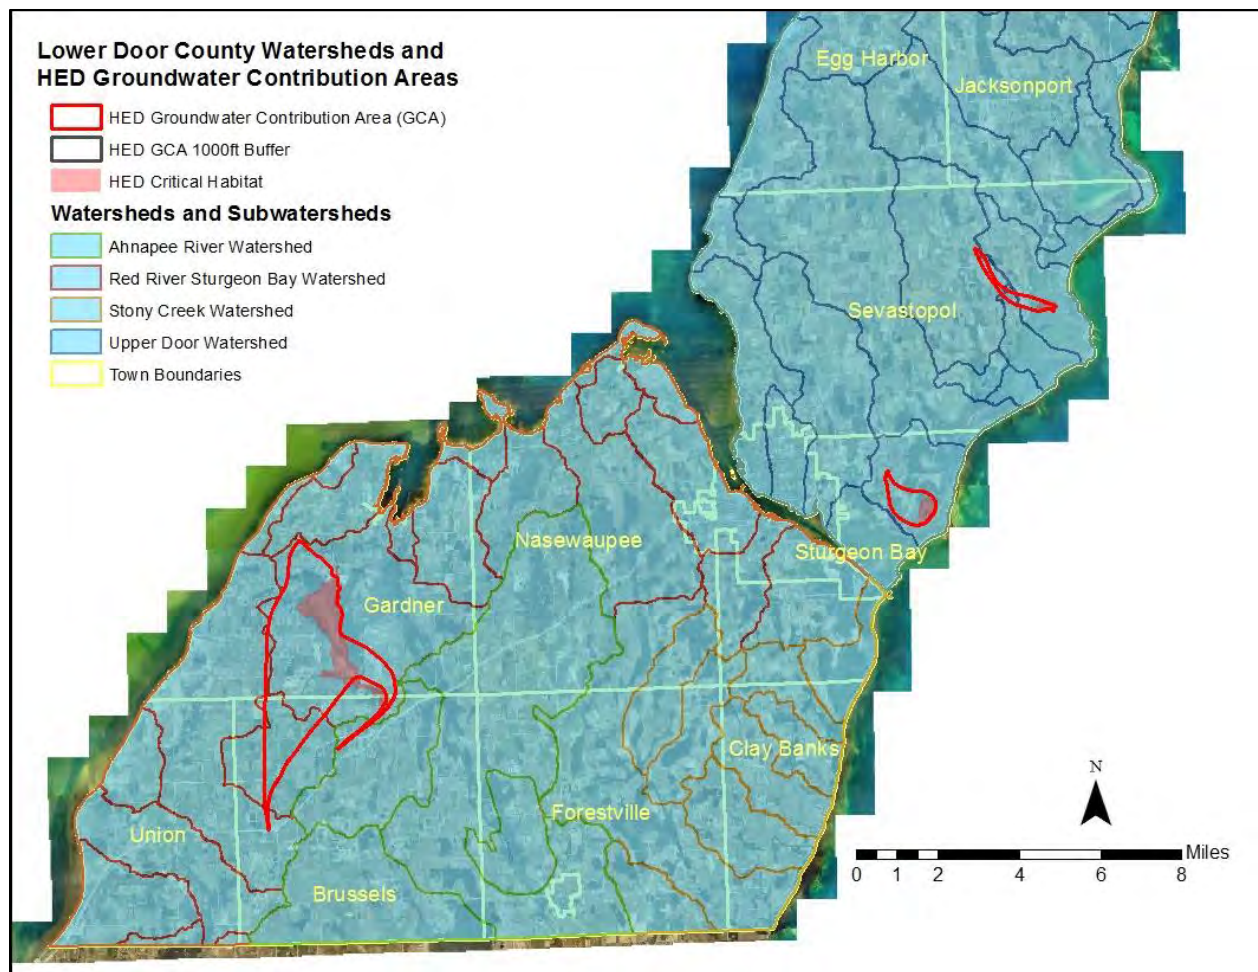 Lower Door County Watersheds and
HED Groundwater Contribution Areas
HED Groundwater Contribution Area (GCA)
HED GCA 1000ft Buffer
HED Critical Habitat
Watersheds and Subwatersheds
Ahnapee River Watershed
Red River Sturgeon Bay Watershed
Stony Creek Watershed
Upper Door Watershed
Town Boundaries
Egg Harbor
Jacksonport
Sevastopol
Nasewaupee
Sturgeon Bay
Gardner
Clay Banks
Forestville
Union
Brussels
N
Miles
0 1 2 4 6 8